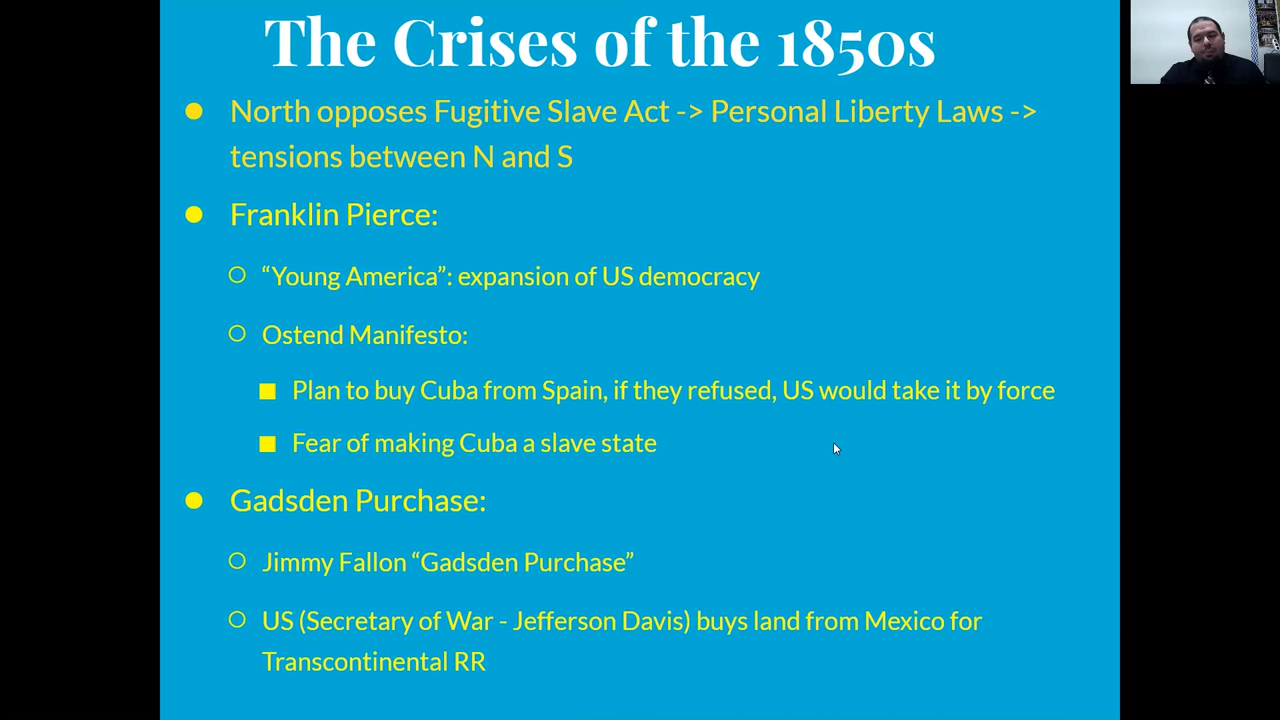 The Crises of the 1850s
● North opposes Fugitive Slave Act -> Personal Liberty Laws ->
tensions between N and S
● Franklin Pierce:
○ “Young America”: expansion of US democracy
○ Ostend Manifesto:
■ Plan to buy Cuba from Spain, if they refused, US would take it by force
■ Fear of making Cuba a slave state
● Gadsden Purchase:
○ Jimmy Fallon “Gadsden Purchase”
○ US (Secretary of War - Jefferson Davis) buys land from Mexico for
Transcontinental RR